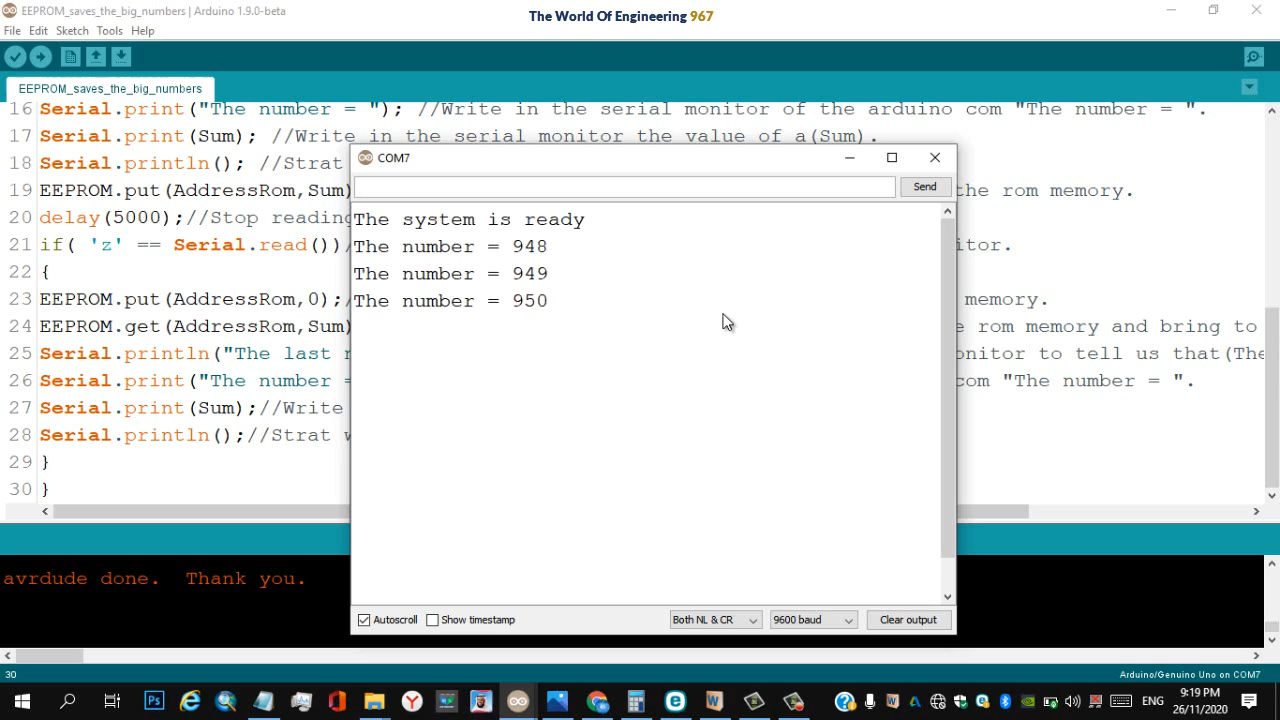 EEPROM_saves_the_big_numbers | Arduino 1.9.0-beta
The World Of Engineering 967
File Edit Sketch Tools Help
EEPROM_saves_the_big_numbers
16 Serial.print("The number = "); //Write in the serial monitor of the arduino com "The number = ".
17 Serial.print(Sum); //Write in the serial monitor the value of a(Sum).
18 Serial.println(); //Strat
19 EEPROM.put(AddressRom,Sum) the rom memory.
20 delay(5000);//Stop reading
21 if( 'z' == Serial.read())/ itor.
22 {
23 EEPROM.put(AddressRom,0);/ memory.
24 EEPROM.get(AddressRom,Sum) e rom memory and bring to
25 Serial.println("The last onitor to tell us that(The
26 Serial.print("The number = com "The number = ".
27 Serial.print(Sum);//Write
28 Serial.println();//Strat
29 }
30 }
COM7
Send
The system is ready
The number = 948
The number = 949
The number = 950
Autoscroll Show timestamp Both NL & CR 9600 baud Clear output
avrdude done. Thank you.
30
Arduino/Genuino Uno on COM7
ENG
9:19 PM
26/11/2020